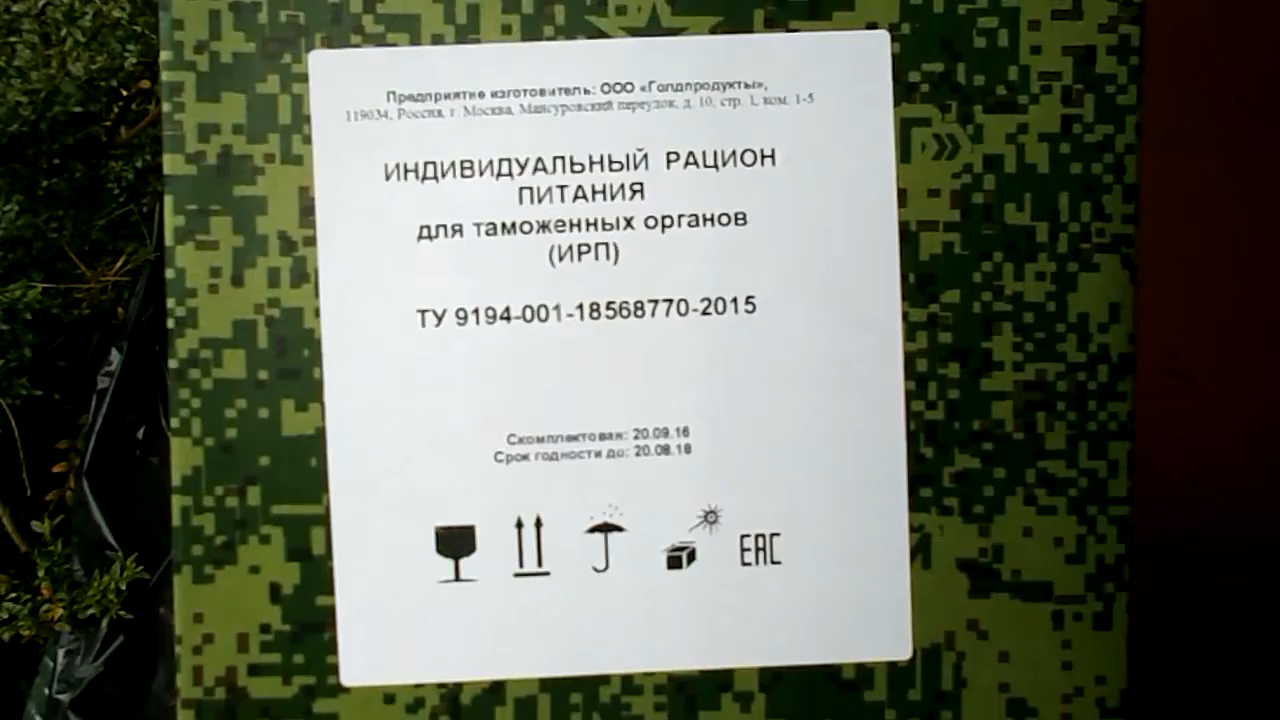 Предприятие изготовитель: ООО «Голдпродукты»,
119034, Россия, г. Москва, Мансуровский переулок, д. 10, стр. 1, ком. 1-5
ИНДИВИДУАЛЬНЫЙ РАЦИОН
ПИТАНИЯ
для таможенных органов
(ИРП)
ТУ 9194-001-18568770-2015
Скомплектован: 20.09.16
Срок годности до: 20.08.18
ЕАС